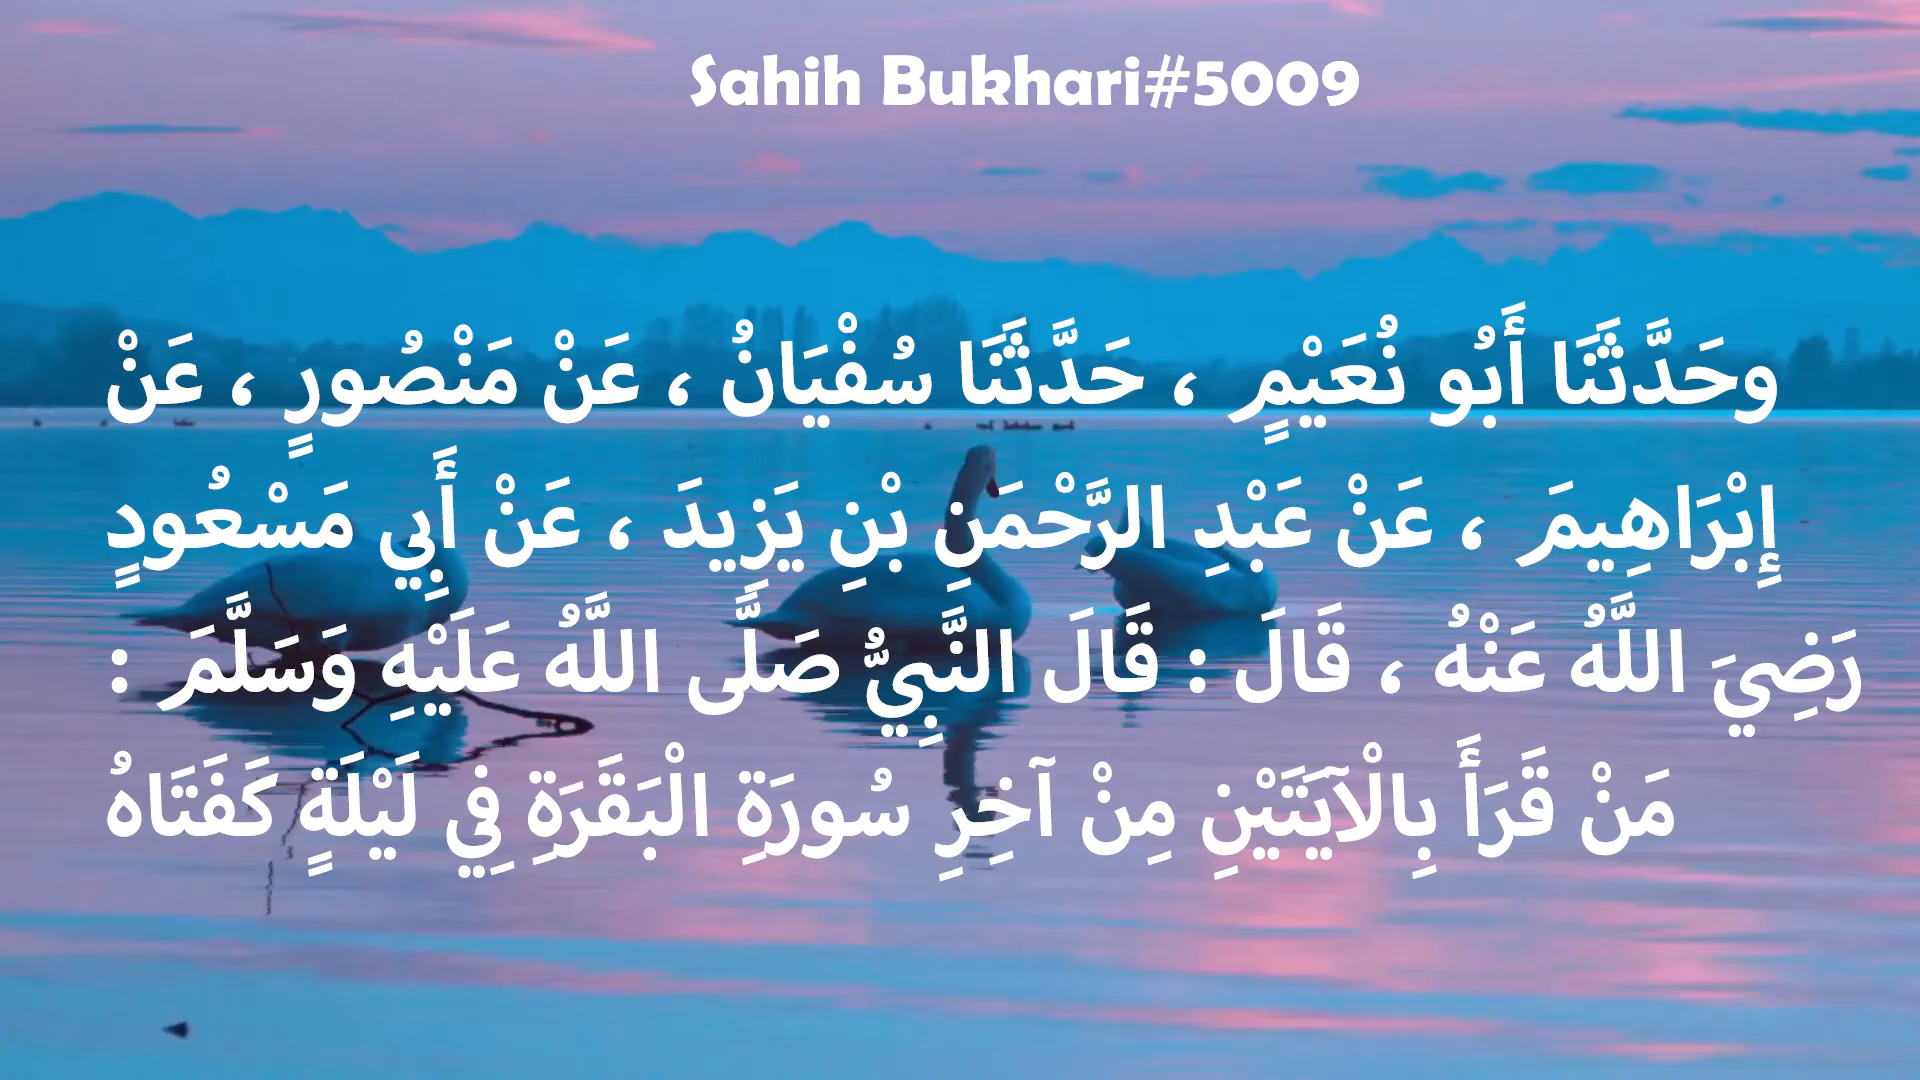 Sahih Bukhari#5009
وحَدَّثَنَا أَبُو نُعَيْمٍ ، حَدَّثَنَا سُفْيَانُ ، عَنْ مَنْصُورٍ ، عَنْ
إِبْرَاهِيمَ ، عَنْ عَبْدِ الرَّحْمَنِ بْنِ يَزِيدَ ، عَنْ أَبِي مَسْعُودٍ
رَضِيَ اللَّهُ عَنْهُ ، قَالَ : قَالَ النَّبِيُّ صَلَّى اللَّهُ عَلَيْهِ وَسَلَّمَ :
مَنْ قَرَأَ بِالْآيَتَيْنِ مِنْ آخِرِ سُورَةِ الْبَقَرَةِ فِي لَيْلَةٍ كَفَتَاهُ